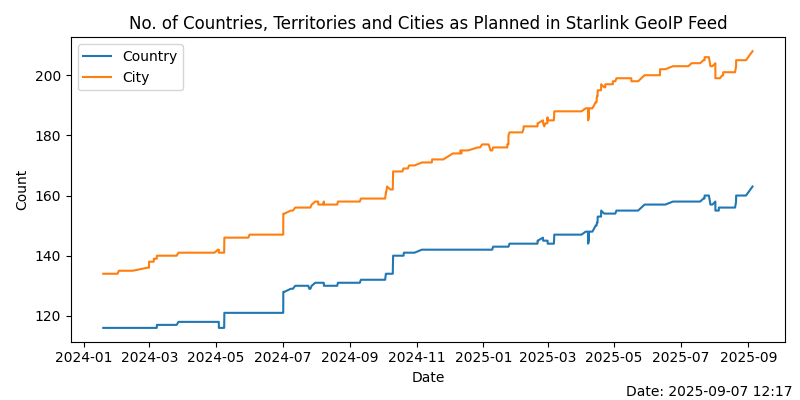 No. of Countries, Territories and Cities as Planned in Starlink GeoIP Feed
Country
City
200
180
160
140
120
Count
2024-01 2024-03 2024-05 2024-07 2024-09 2024-11 2025-01 2025-03 2025-05 2025-07 2025-09
Date
Date: 2025-09-07 12:17